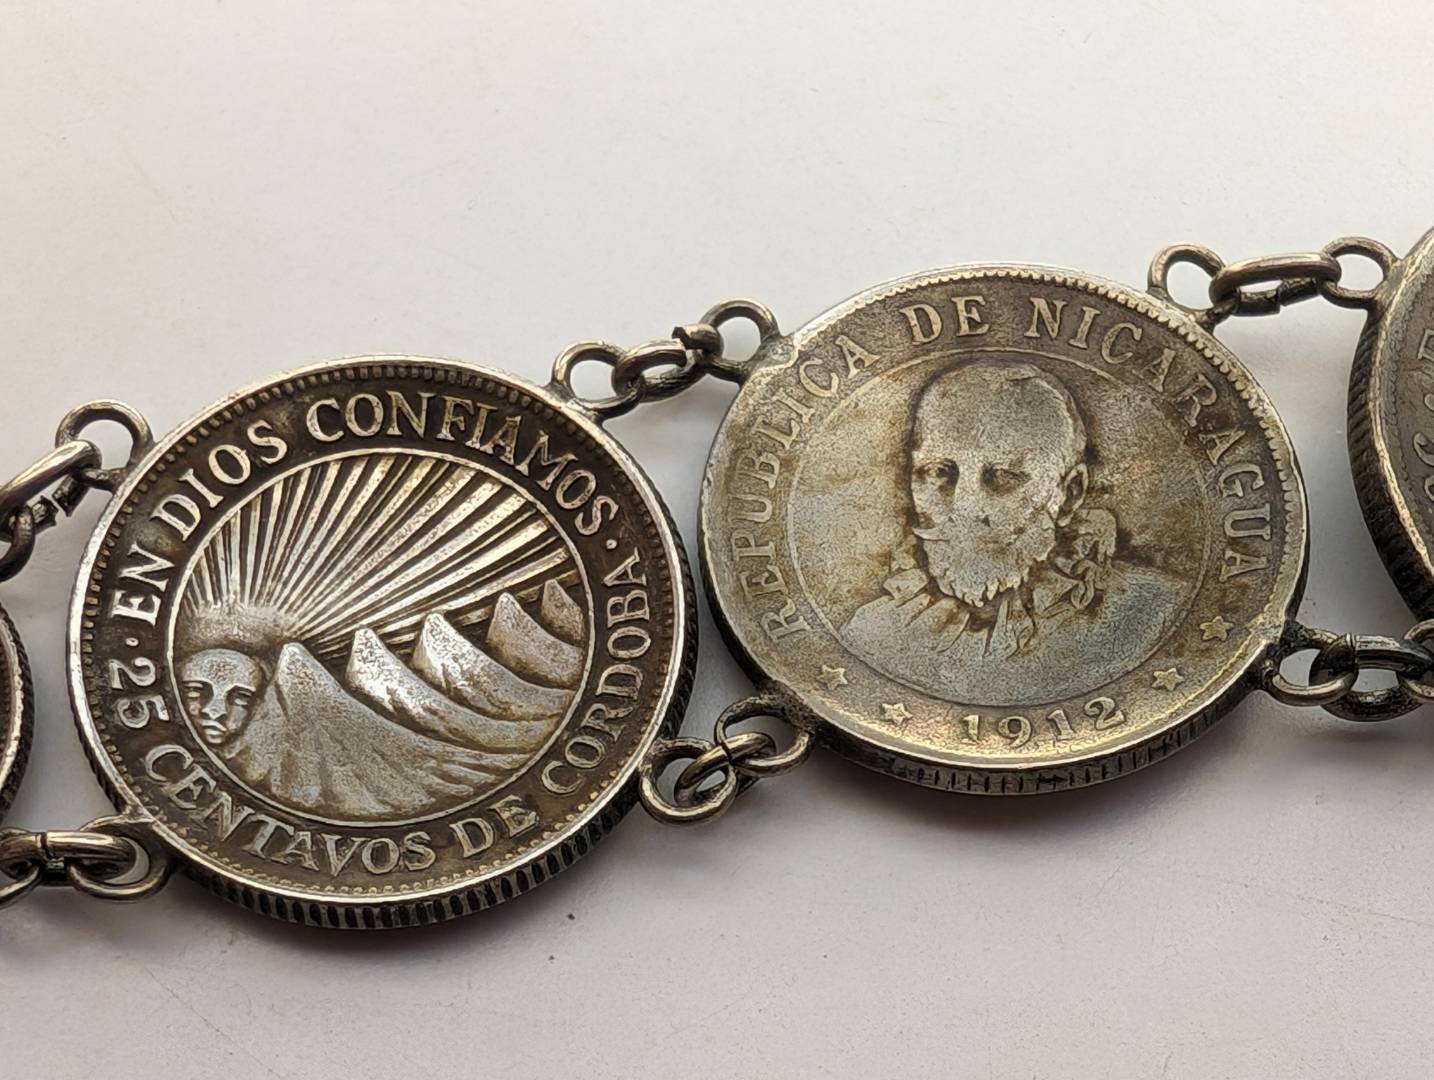 EN DIOS CONFIAMOS.
.25 CENTAVOS DE CORDOBA
REPUBLICA DE NICARAGUA
1912